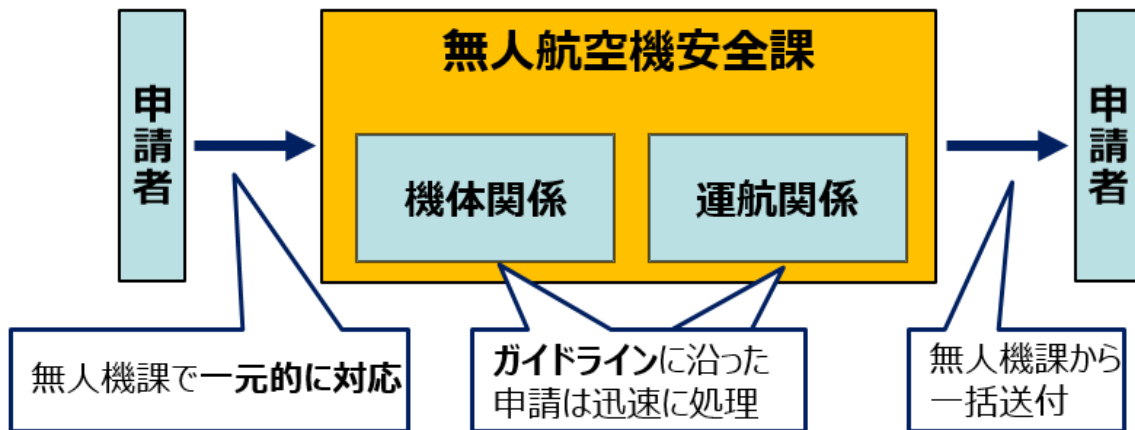 無人航空機安全課
申請者
機体関係
運航関係
申請者
無人機課で一元的に対応
ガイドラインに沿った
申請は迅速に処理
無人機課から
一括送付